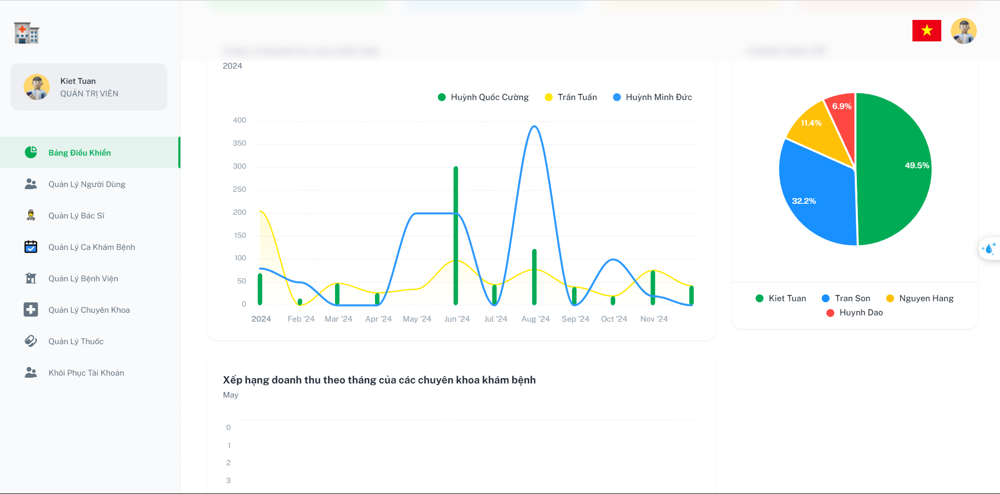 Kiet Tuan
QUẢN TRỊ VIÊN
Bảng Điều Khiển
Quản Lý Người Dùng
Quản Lý Bác Sĩ
Quản Lý Ca Khám Bệnh
Quản Lý Bệnh Viện
Quản Lý Chuyên Khoa
Quản Lý Thuốc
Khôi Phục Tài Khoản
2024
Huỳnh Quốc Cường Trần Tuấn Huỳnh Minh Đức
400
350
300
250
200
150
100
50
0
2024 Feb '24 Mar '24 Apr '24 May '24 Jun '24 Jul '24 Aug '24 Sep '24 Oct '24 Nov '24
6.9%
11.4%
49.5%
32.2%
Kiet Tuan Tran Son Nguyen Hang
Huynh Dao
Xếp hạng doanh thu theo tháng của các chuyên khoa khám bệnh
May
0
1
2
3